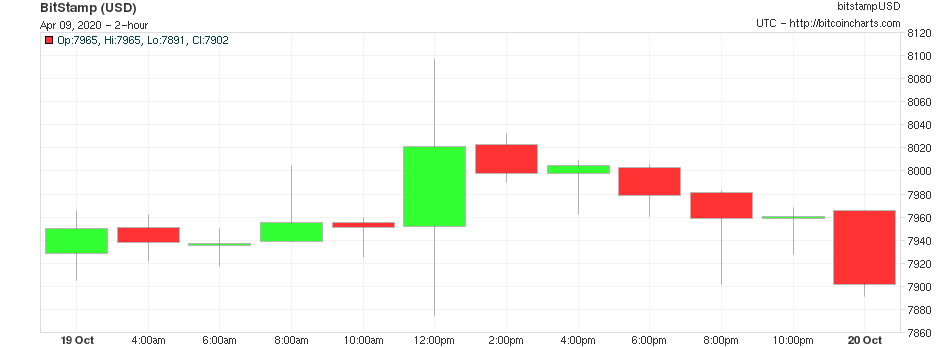 BitStamp (USD)
bitstampUSD
Apr 09, 2020 - 2-hour
UTC - http://bitcoincharts.com
Op:7965, Hi:7965, Lo:7891, Cl:7902
8120
8100
8080
8060
8040
8020
8000
7980
7960
7940
7920
7900
7880
7860
19 Oct
4:00am
6:00am
8:00am
10:00am
12:00pm
2:00pm
4:00pm
6:00pm
8:00pm
10:00pm
20 Oct